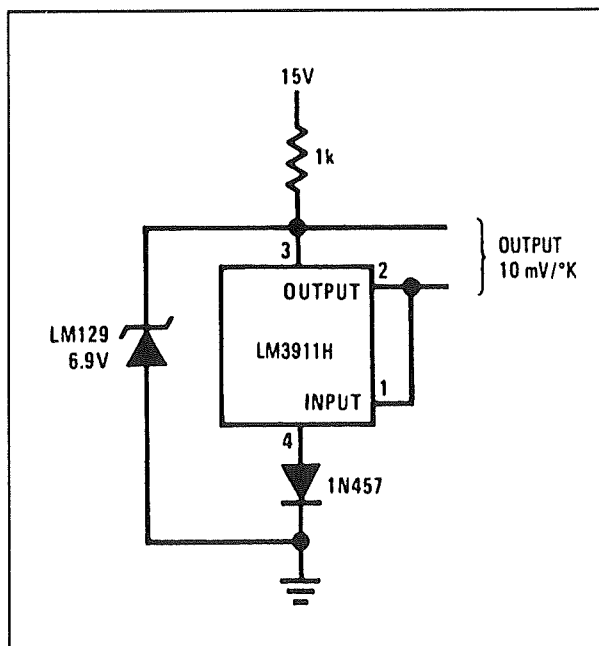 15V
1k
3
2
OUTPUT
OUTPUT
10 mV/°K
LM129
6.9V
LM3911H
INPUT
1
4
1N457